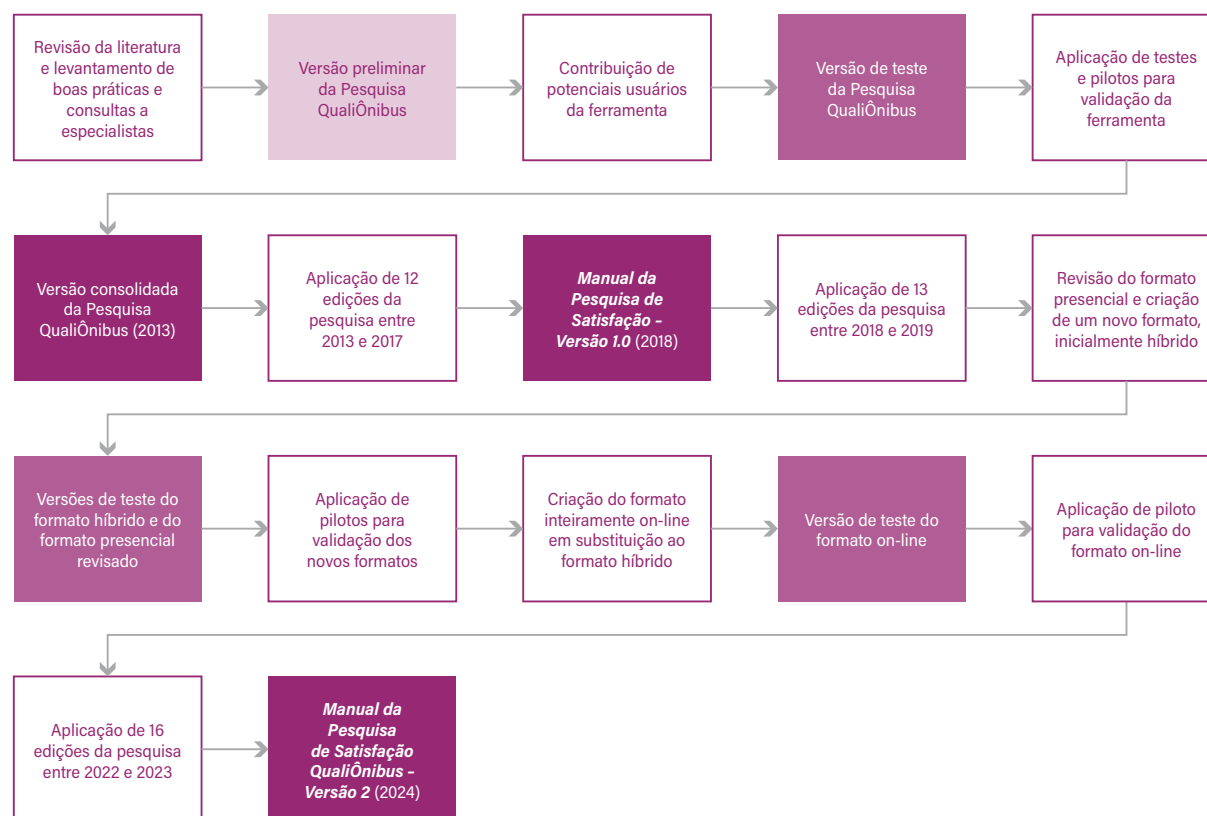 Revisão da literatura
e levantamento de
boas práticas e
consultas a
especialistas
Versão preliminar
da Pesquisa
QualiÔnibus
Contribuição de
potenciais usuários
da ferramenta
Versão de teste
da Pesquisa
QualiÔnibus
Aplicação de testes
e pilotos para
validação da
ferramenta
Versão consolidada
da Pesquisa
QualiÔnibus (2013)
Aplicação de 12
edições da
pesquisa entre
2013 e 2017
Manual da
Pesquisa de
Satisfação –
Versão 1.0 (2018)
Aplicação de 13
edições da pesquisa
entre 2018 e 2019
Revisão do formato
presencial e criação
de um novo formato,
inicialmente híbrido
Versões de teste do
formato híbrido e do
formato presencial
revisado
Aplicação de
pilotos para
validação dos
novos formatos
Criação do formato
inteiramente on-line
em substituição ao
formato híbrido
Versão de teste do
formato on-line
Aplicação de piloto
para validação do
formato on-line
Aplicação de 16
edições da pesquisa
entre 2022 e 2023
Manual da
Pesquisa
de Satisfação
QualiÔnibus –
Versão 2 (2024)